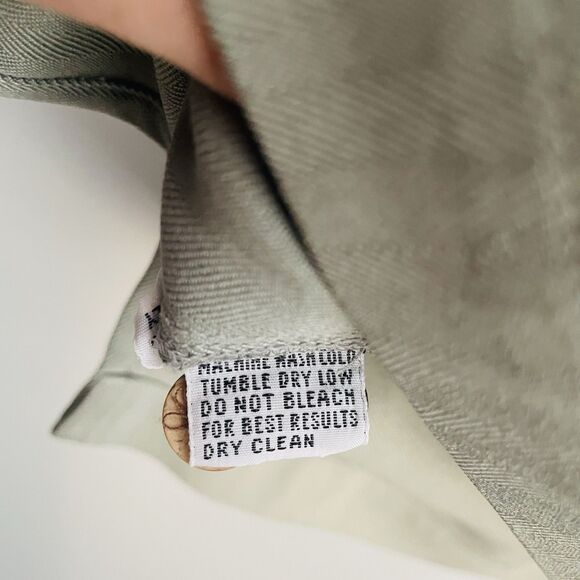 MACHINE WASH COLD
TUMBLE DRY LOW
DO NOT BLEACH
FOR BEST RESULTS
DRY CLEAN